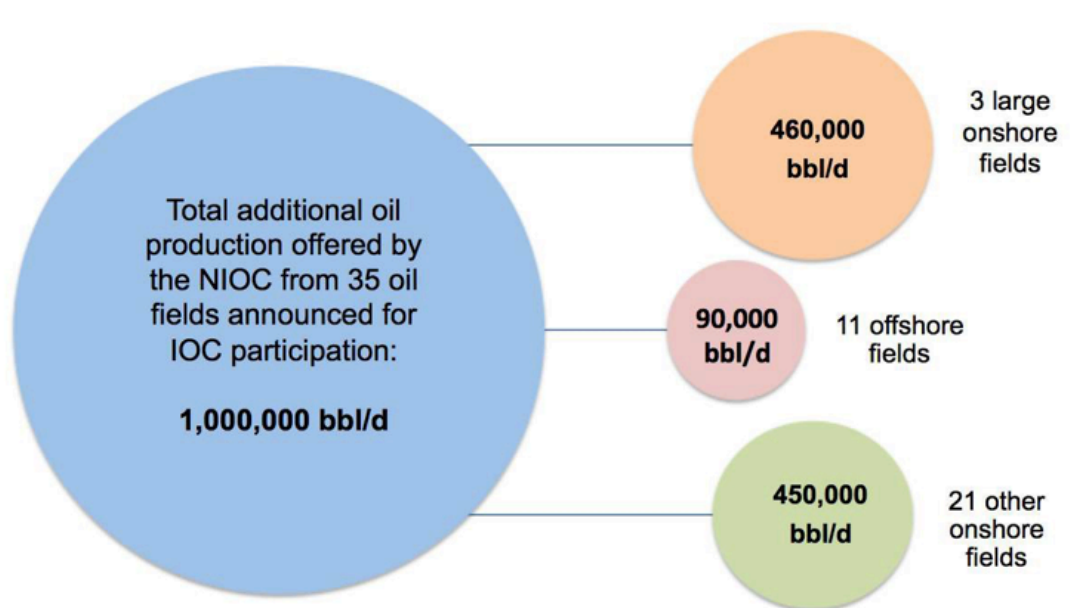 Total additional oil
production offered by
the NIOC from 35 oil
fields announced for
IOC participation:
1,000,000 bbl/d
460,000
bbl/d
3 large
onshore
fields
90,000
bbl/d
11 offshore
fields
450,000
bbl/d
21 other
onshore
fields